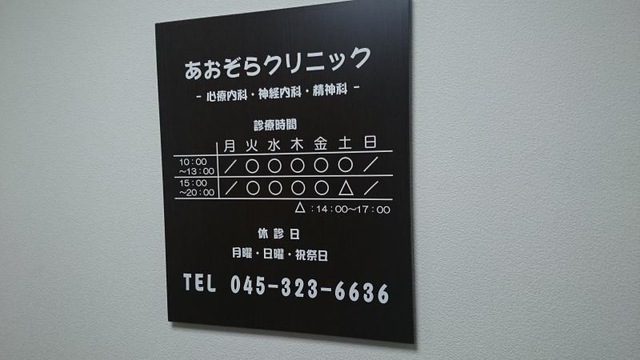 あおぞらクリニック
- 心療内科・神経内科・精神科 -
診療時間
月 火 水 木 金 土 日
10:00 ～13:00 ／ ○ ○ ○ ○ ○ ／
15:00 ～20:00 ／ ○ ○ ○ ○ △ ／
△:14:00～17:00
休診日
月曜・日曜・祝祭日
TEL 045-323-6636